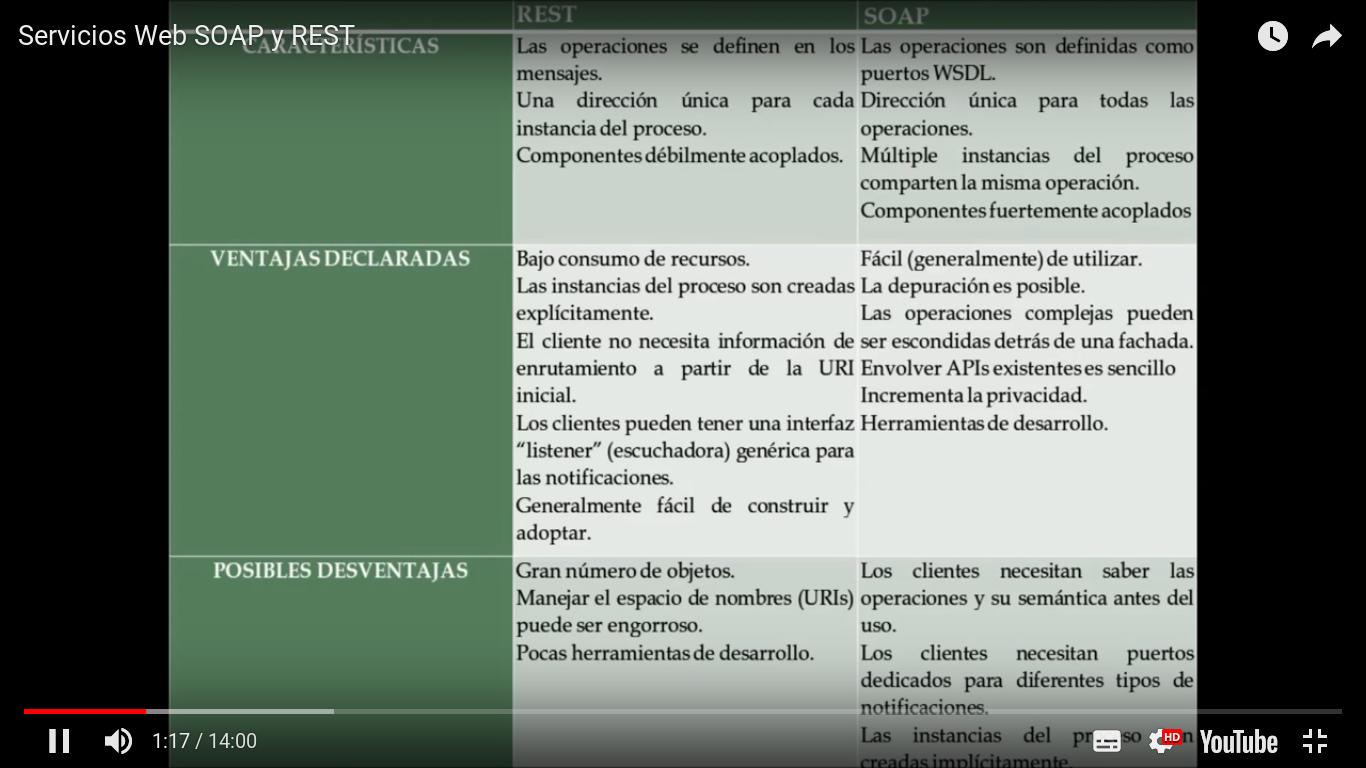 Servicios Web SOAP y REST
REST
SOAP
CARACTERÍSTICAS
Las operaciones se definen en los
mensajes.
Una dirección única para cada
instancia del proceso.
Componentes débilmente acoplados.
Las operaciones son definidas como
puertos WSDL.
Dirección única para todas las
operaciones.
Múltiple instancias del proceso
comparten la misma operación.
Componentes fuertemente acoplados
VENTAJAS DECLARADAS
Bajo consumo de recursos.
Las instancias del proceso son creadas
explícitamente.
El cliente no necesita información de
enrutamiento a partir de la URI
inicial.
Los clientes pueden tener una interfaz
“listener” (escuchadora) genérica para
las notificaciones.
Generalmente fácil de construir y
adoptar.
Fácil (generalmente) de utilizar.
La depuración es posible.
Las operaciones complejas pueden
ser escondidas detrás de una fachada.
Envolver APIs existentes es sencillo
Incrementa la privacidad.
Herramientas de desarrollo.
POSIBLES DESVENTAJAS
Gran número de objetos.
Manejar el espacio de nombres (URIs)
puede ser engorroso.
Pocas herramientas de desarrollo.
Los clientes necesitan saber las
operaciones y su semántica antes del
uso.
Los clientes necesitan puertos
dedicados para diferentes tipos de
notificaciones.
Las instancias del
creadas implícitamente.
1:17 / 14:00
HD
YouTube